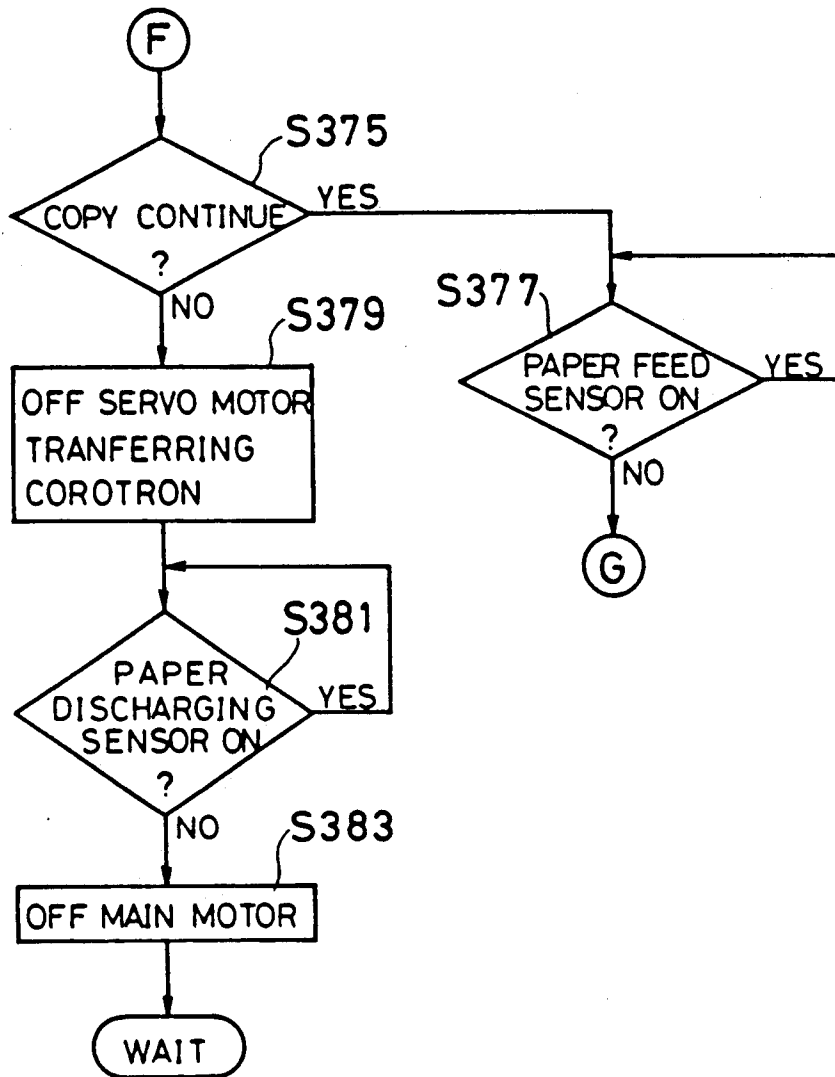 F
S375
COPY CONTINUE
?
YES
NO
S377
PAPER FEED
SENSOR ON
?
YES
NO
G
S379
OFF SERVO MOTOR
TRANFERRING
COROTRON
S381
PAPER
DISCHARGING
SENSOR ON
?
YES
NO
S383
OFF MAIN MOTOR
WAIT